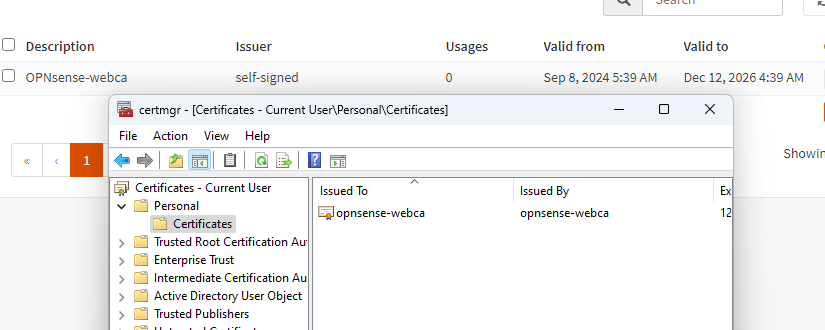 Search
Description Issuer Usages Valid from Valid to
OPNsense-webca self-signed 0 Sep 8, 2024 5:39 AM Dec 12, 2026 4:39 AM
« ‹ 1
Showin
certmgr - [Certificates - Current User\Personal\Certificates]
File Action View Help
Certificates - Current User
Personal
Certificates
Trusted Root Certification Au
Enterprise Trust
Intermediate Certification Au
Active Directory User Object
Trusted Publishers
Issued To Issued By Ex
opnsense-webca opnsense-webca 12